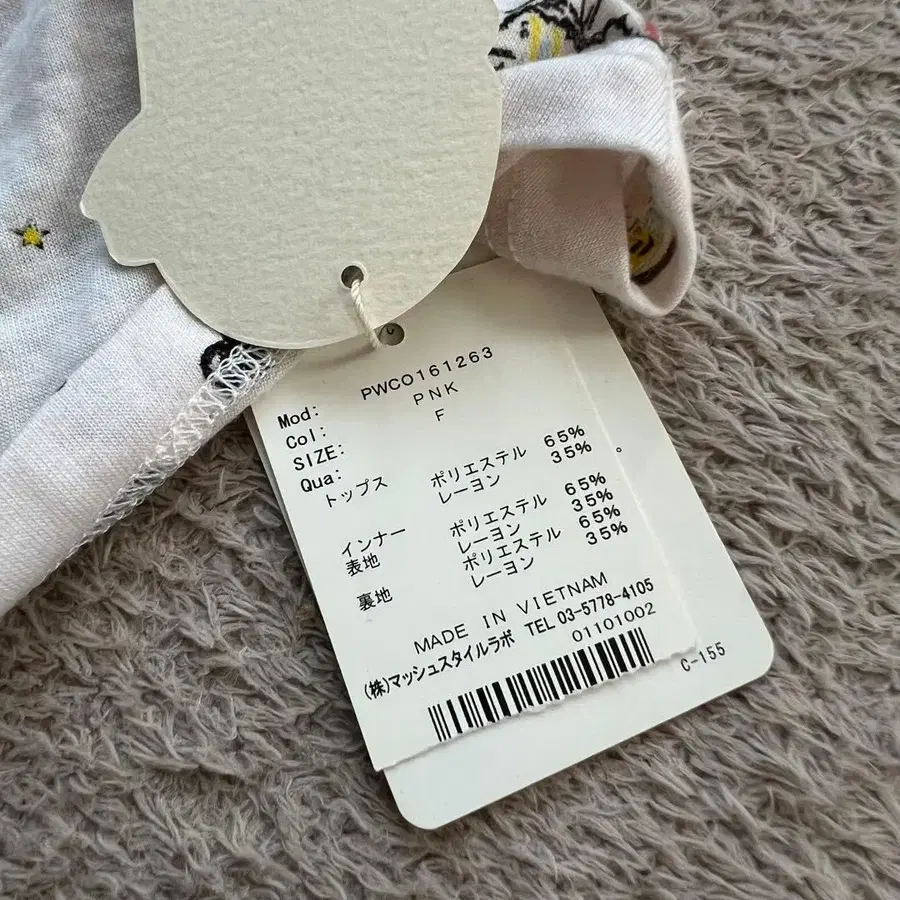 Mod: PWCO161263
Col: PNK
SIZE: F
Qua:
トップス ポリエステル 65%
レーヨン 35%
インナー
表地 ポリエステル 65%
レーヨン 35%
裏地 ポリエステル 65%
レーヨン 35%
MADE IN VIETNAM
(株)マッシュスタイルラボ TEL 03-5778-4105
01101002
C-155